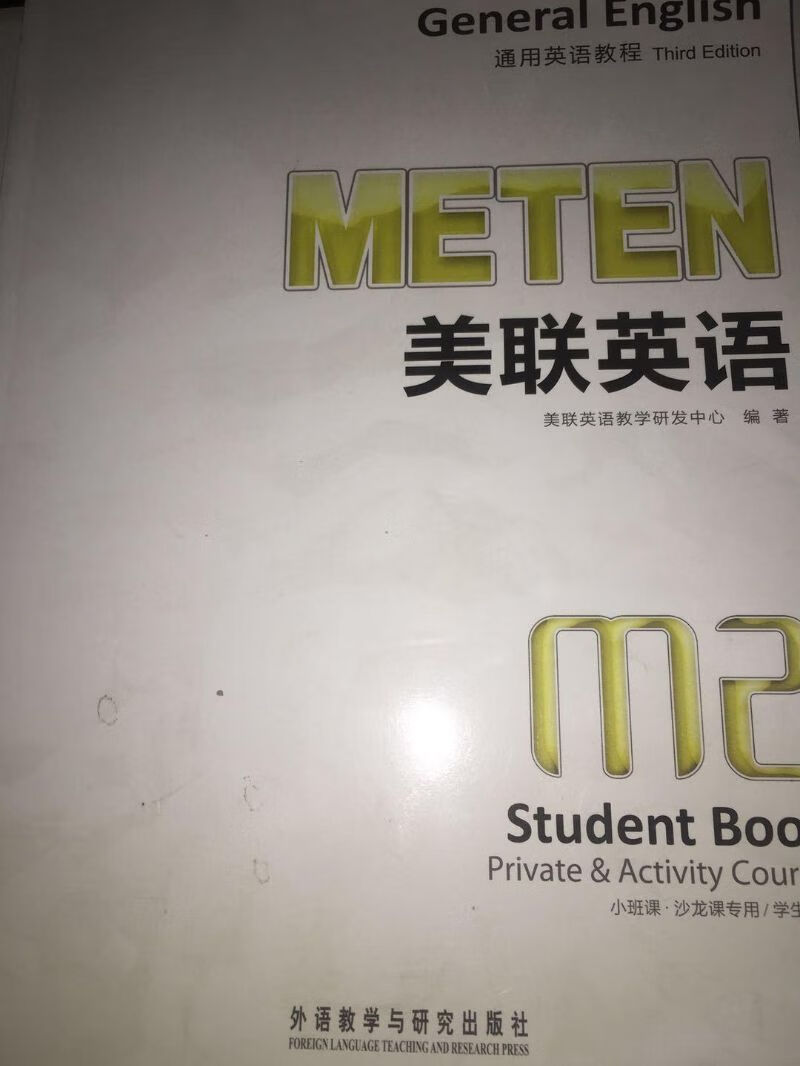 General English
通用英语教程 Third Edition
METEN
美联英语
美联英语教学研发中心 编 著
m2
Student Boo
Private & Activity Cour
小班课·沙龙课专用/学生
外语教学与研究出版社
FOREIGN LANGUAGE TEACHING AND RESEARCH PRESS